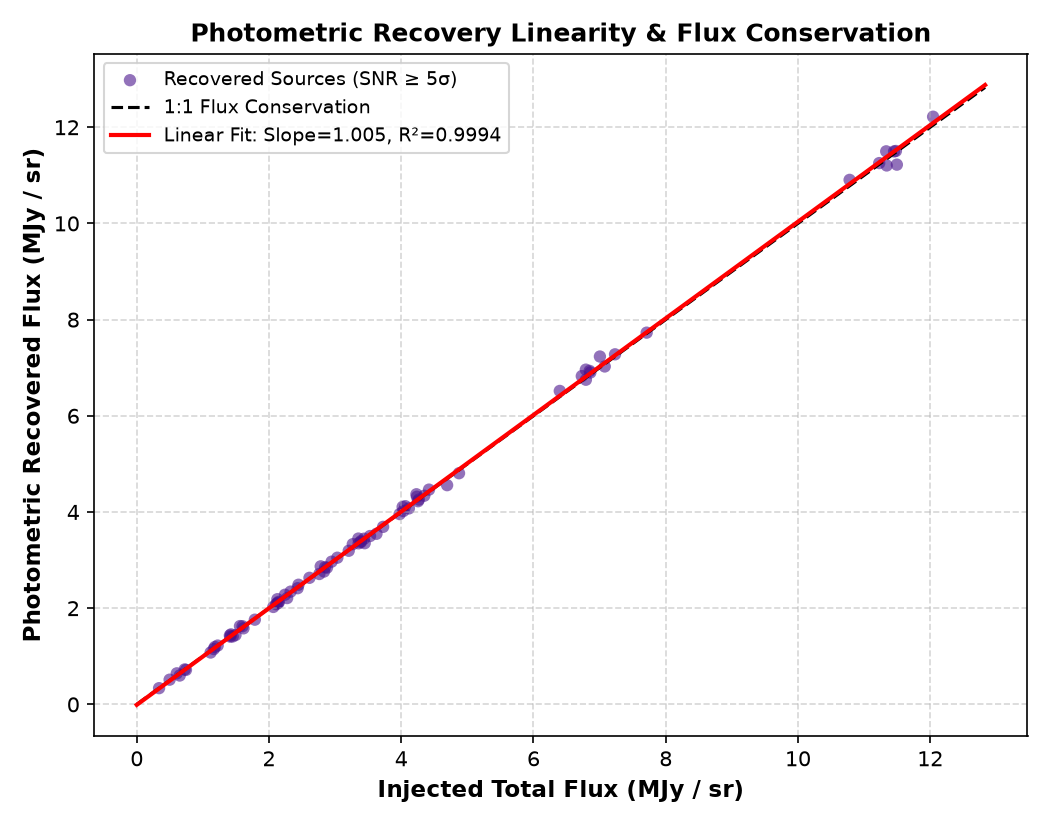 Photometric Recovery Linearity & Flux Conservation
Recovered Sources (SNR ≥ 5σ)
1:1 Flux Conservation
Linear Fit: Slope=1.005, R²=0.9994
Photometric Recovered Flux (MJy / sr)
12
10
8
6
4
2
0
0 2 4 6 8 10 12
Injected Total Flux (MJy / sr)